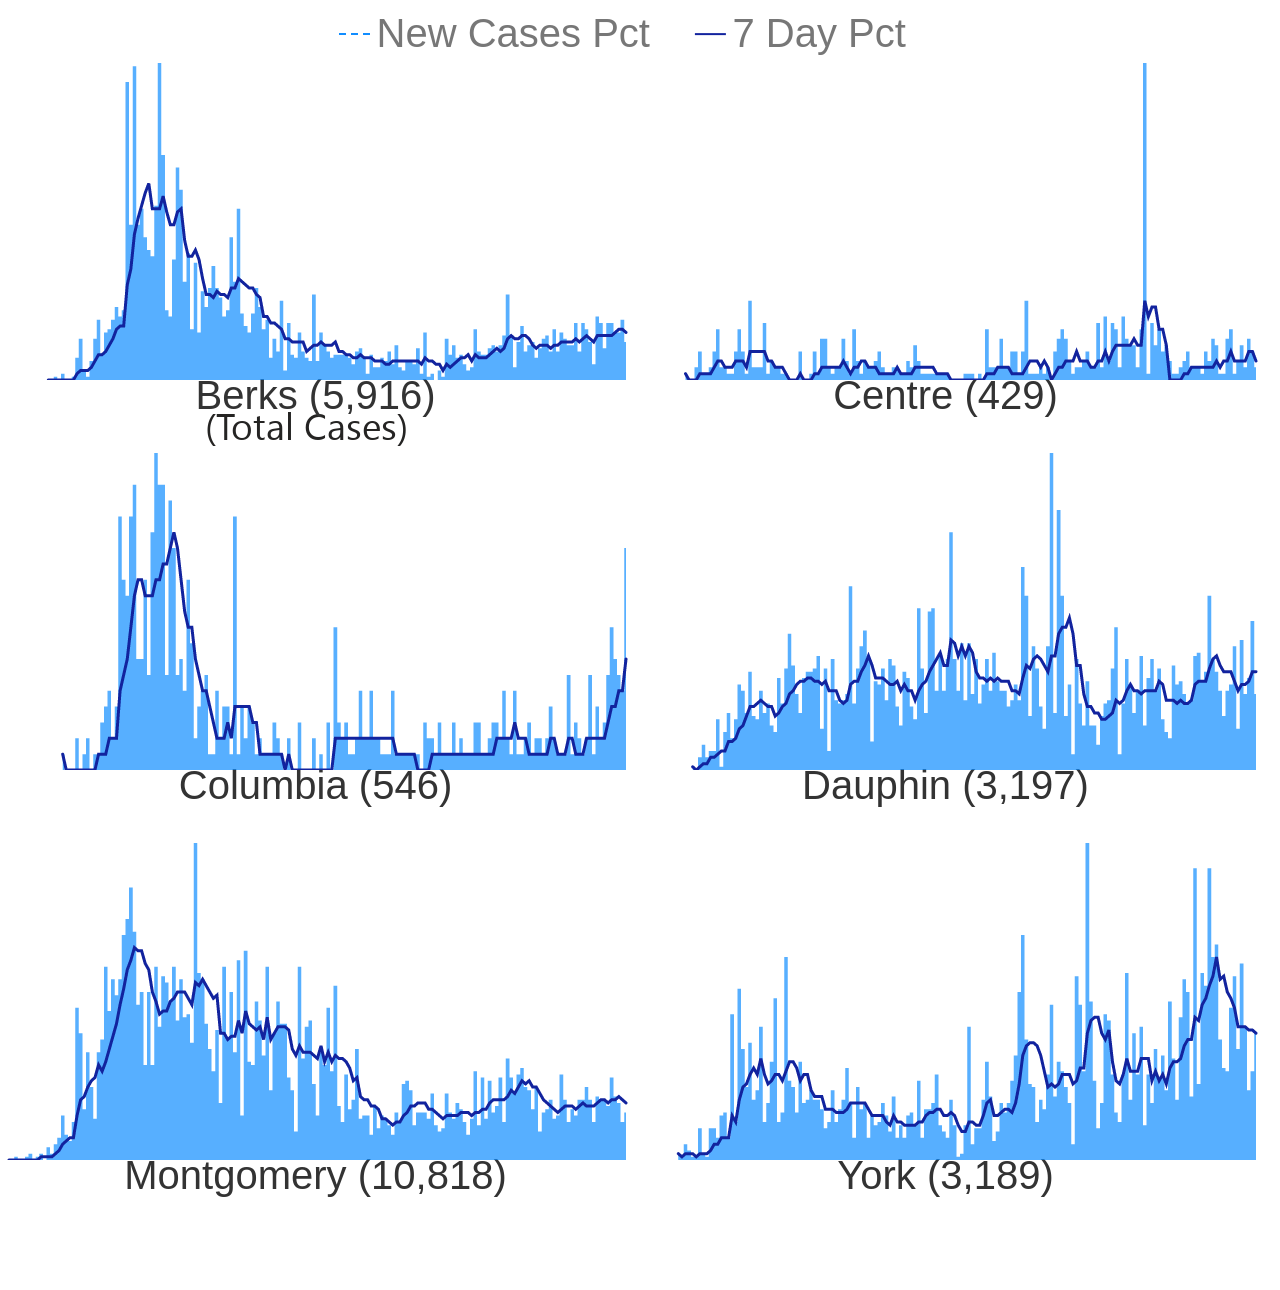 New Cases Pct 7 Day Pct
Berks (5,916) Centre (429)
(Total Cases)
Columbia (546) Dauphin (3,197)
Montgomery (10,818) York (3,189)